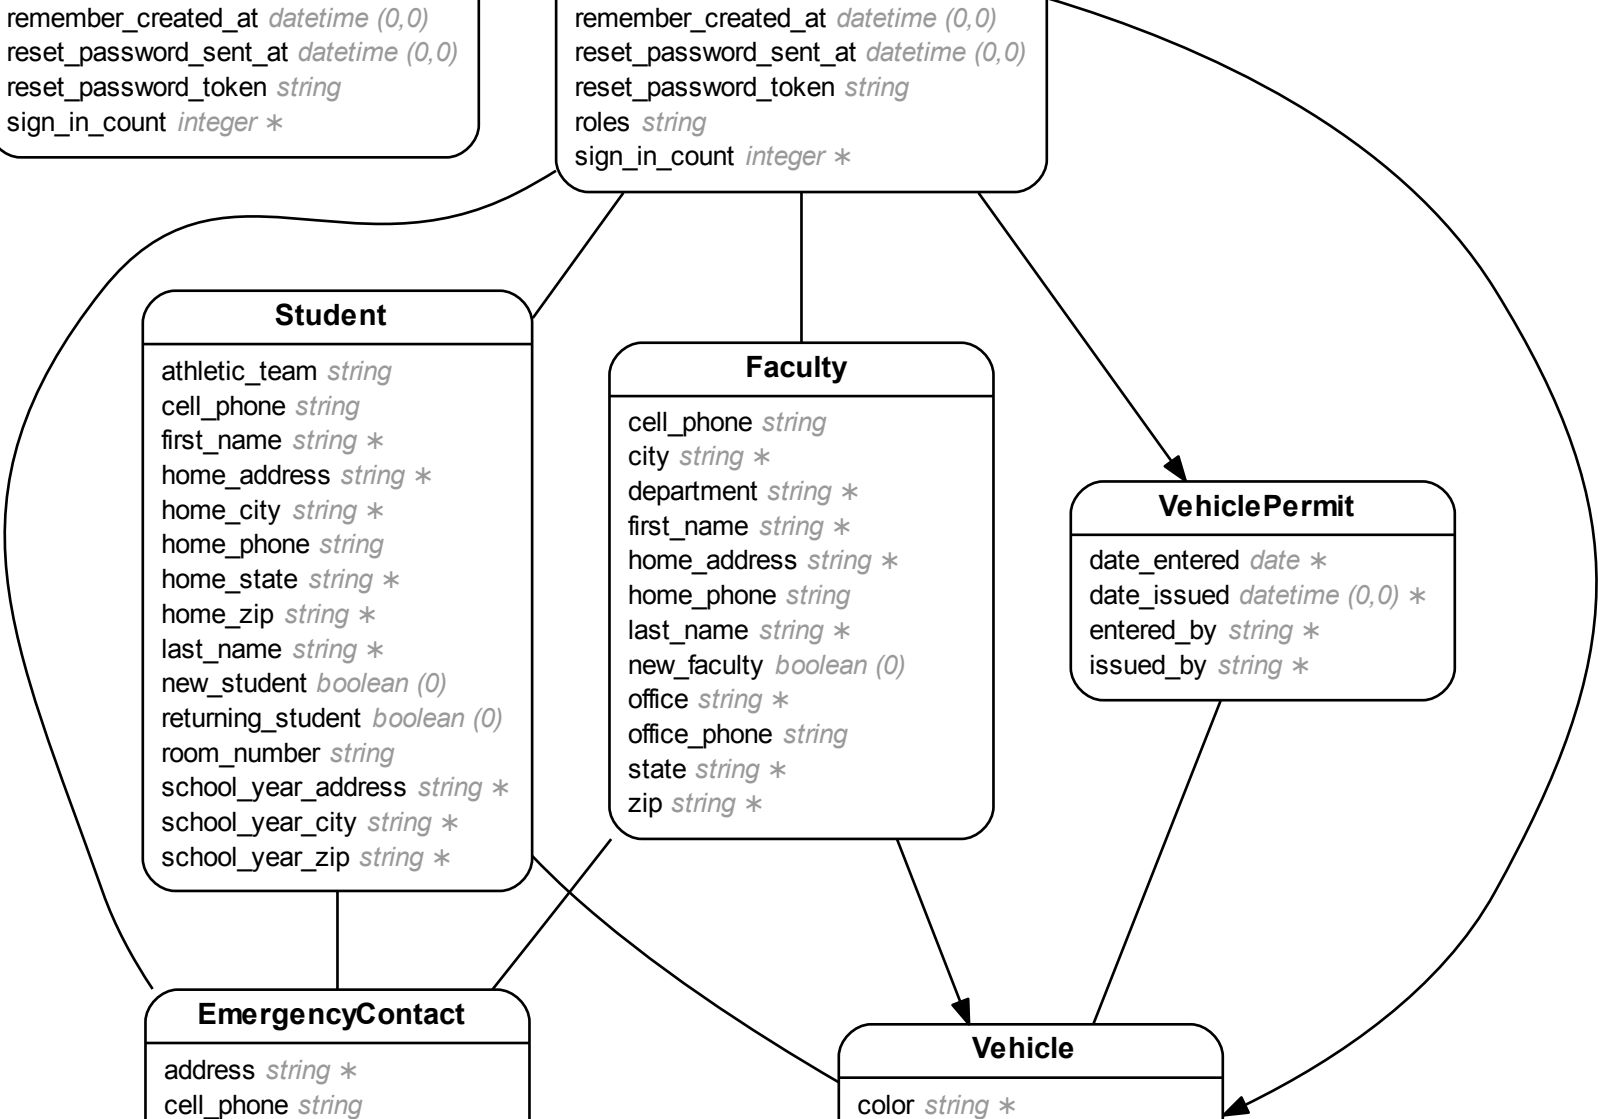 remember_created_at datetime (0,0)
reset_password_sent_at datetime (0,0)
reset_password_token string
sign_in_count integer ∗
remember_created_at datetime (0,0)
reset_password_sent_at datetime (0,0)
reset_password_token string
roles string
sign_in_count integer ∗
Student
athletic_team string
cell_phone string
first_name string ∗
home_address string ∗
home_city string ∗
home_phone string
home_state string ∗
home_zip string ∗
last_name string ∗
new_student boolean (0)
returning_student boolean (0)
room_number string
school_year_address string ∗
school_year_city string ∗
school_year_zip string ∗
Faculty
cell_phone string
city string ∗
department string ∗
first_name string ∗
home_address string ∗
home_phone string
last_name string ∗
new_faculty boolean (0)
office string ∗
office_phone string
state string ∗
zip string ∗
VehiclePermit
date_entered date ∗
date_issued datetime (0,0) ∗
entered_by string ∗
issued_by string ∗
EmergencyContact
address string ∗
cell_phone string
Vehicle
color string ∗